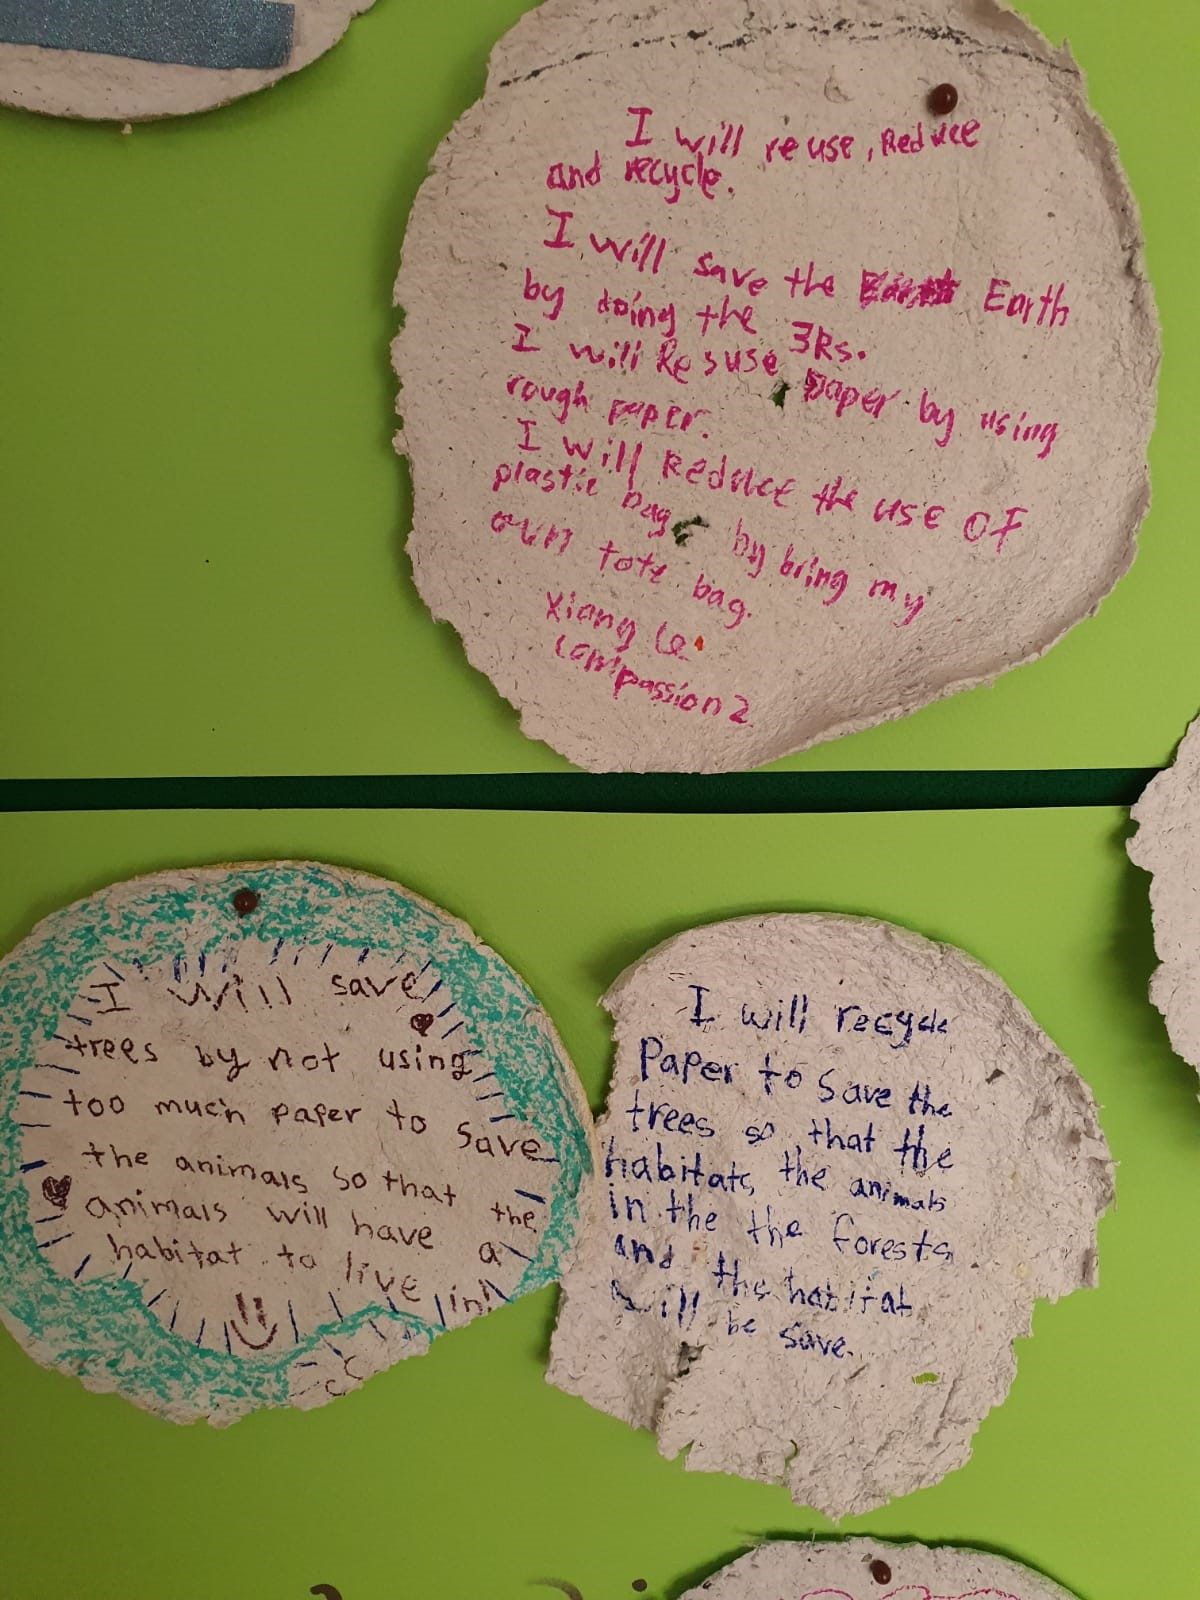 I will reuse, Reduce
and recycle.
I will save the Earth
by doing the 3Rs.
I will Resuse paper by using
rough paper.
I will Reduce the use OF
plastic bag by bring my
own tote bag.
Xiang Le
Compassion 2
I will save
trees by not using
too much paper to save
the animals so that the
animals will have a
habitat to live in!
I will recycle
Paper to Save the
trees so that the
habitats the animals
in the the forests
and the habitat
will be save.